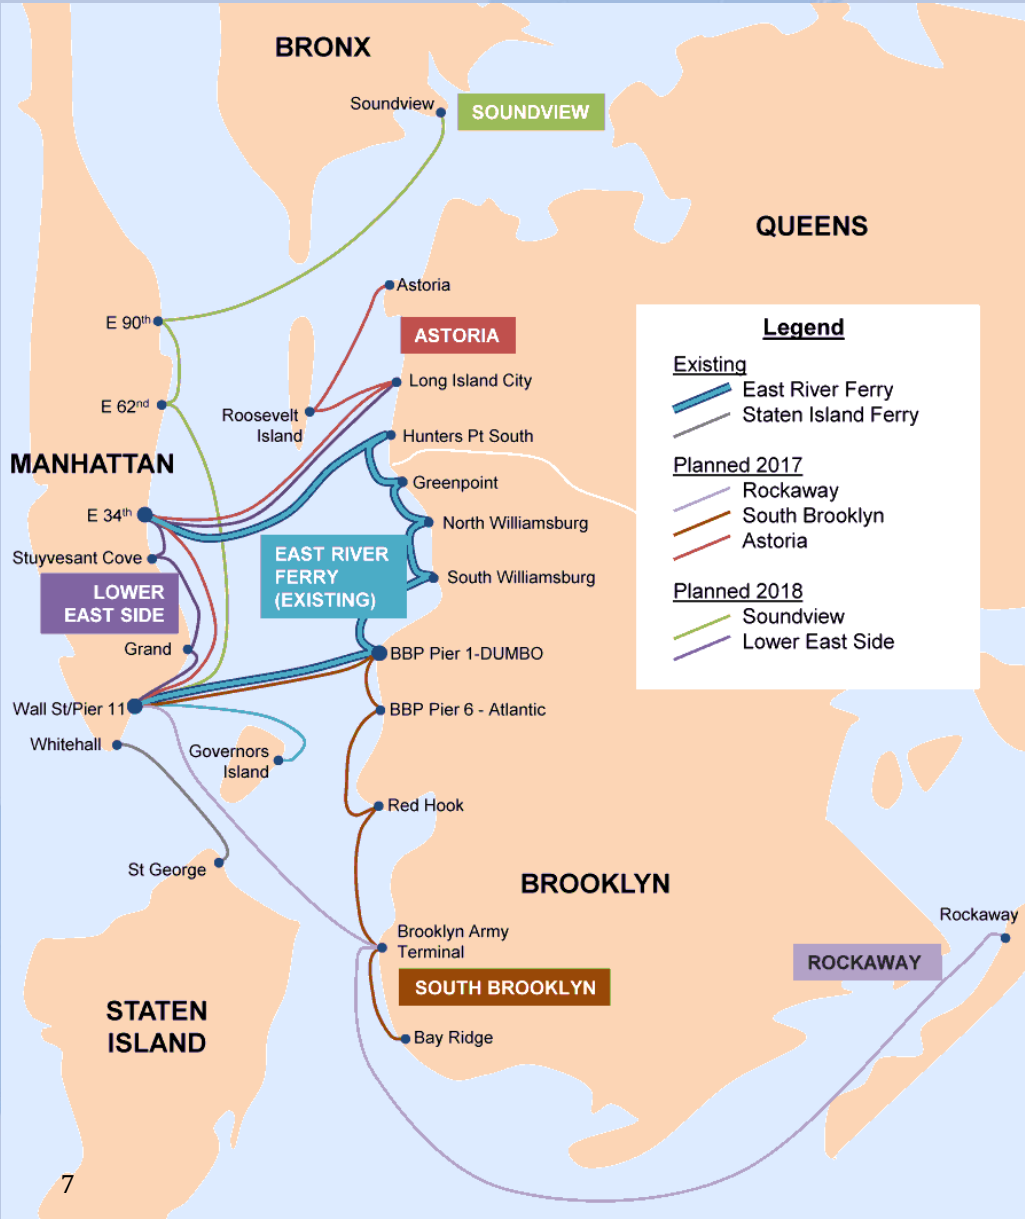 BRONX
Soundview
SOUNDVIEW
QUEENS
Astoria
E 90th
ASTORIA
Long Island City
E 62nd
Roosevelt
Island
Hunters Pt South
MANHATTAN
Greenpoint
E 34th
North Williamsburg
Stuyvesant Cove
EAST RIVER
FERRY
(EXISTING)
South Williamsburg
LOWER
EAST SIDE
Grand
BBP Pier 1-DUMBO
Wall St/Pier 11
BBP Pier 6 - Atlantic
Whitehall
Governors
Island
Red Hook
St George
BROOKLYN
Brooklyn Army
Terminal
Rockaway
ROCKAWAY
SOUTH BROOKLYN
STATEN
ISLAND
Bay Ridge
Legend
Existing
East River Ferry
Staten Island Ferry
Planned 2017
Rockaway
South Brooklyn
Astoria
Planned 2018
Soundview
Lower East Side
7